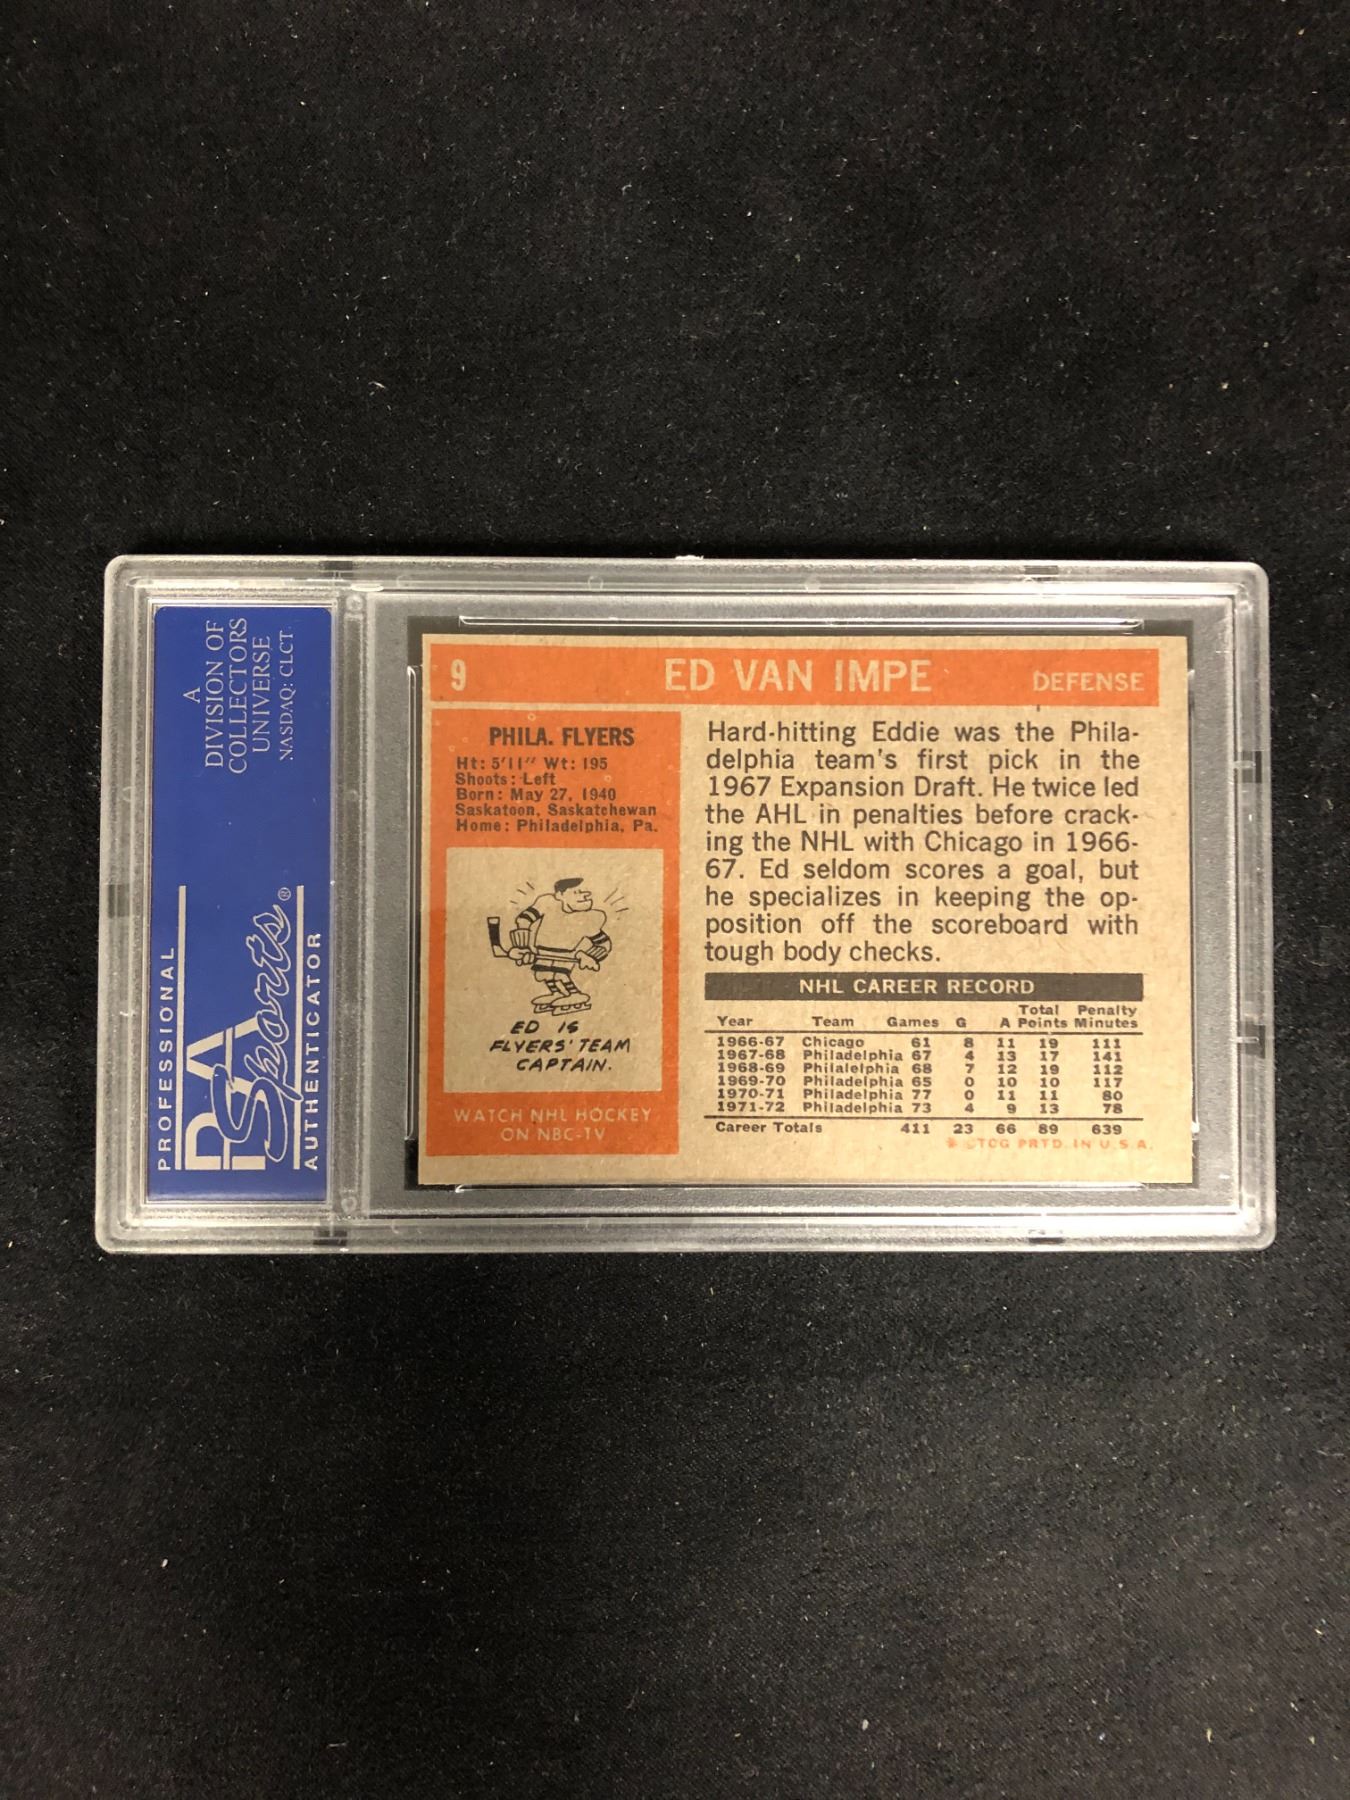 A
DIVISION OF
COLLECTORS
UNIVERSE
NASDAQ: CLCT
PROFESSIONAL
PSA
Sports®
AUTHENTICATOR
9 ED VAN IMPE DEFENSE
PHILA. FLYERS
Ht: 5'11" Wt: 195
Shoots: Left
Born: May 27, 1940
Saskatoon, Saskatchewan
Home: Philadelphia, Pa.
ED IS
FLYERS' TEAM
CAPTAIN.
WATCH NHL HOCKEY
ON NBC-TV
Hard-hitting Eddie was the Phila-
delphia team's first pick in the
1967 Expansion Draft. He twice led
the AHL in penalties before crack-
ing the NHL with Chicago in 1966-
67. Ed seldom scores a goal, but
he specializes in keeping the op-
position off the scoreboard with
tough body checks.
NHL CAREER RECORD
Total Penalty
Year Team Games G A Points Minutes
1966-67 Chicago 61 8 11 19 111
1967-68 Philadelphia 67 4 13 17 141
1968-69 Philalelphia 68 7 12 19 112
1969-70 Philadelphia 65 0 10 10 117
1970-71 Philadelphia 77 0 11 11 80
1971-72 Philadelphia 73 4 9 13 78
Career Totals 411 23 66 89 639
* © TCG PRTD. IN U.S.A.